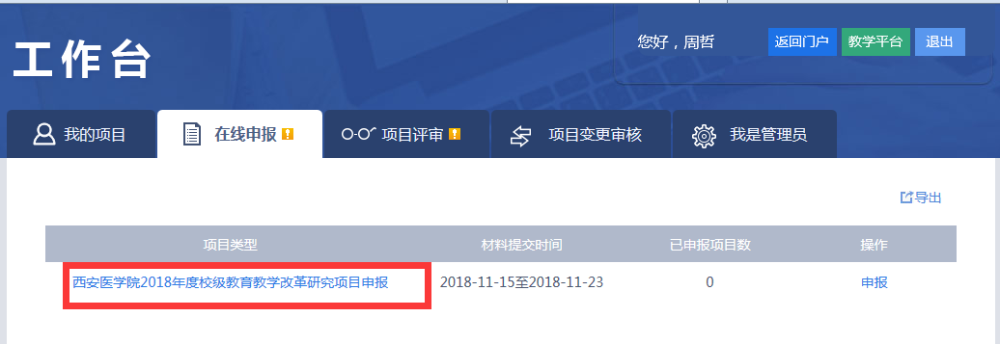 工作台
您好，周哲 返回门户 教学平台 退出
我的项目 在线申报 项目评审 项目变更审核 我是管理员
导出
项目类型 材料提交时间 已申报项目数 操作
西安医学院2018年度校级教育教学改革研究项目申报 2018-11-15至2018-11-23 0 申报